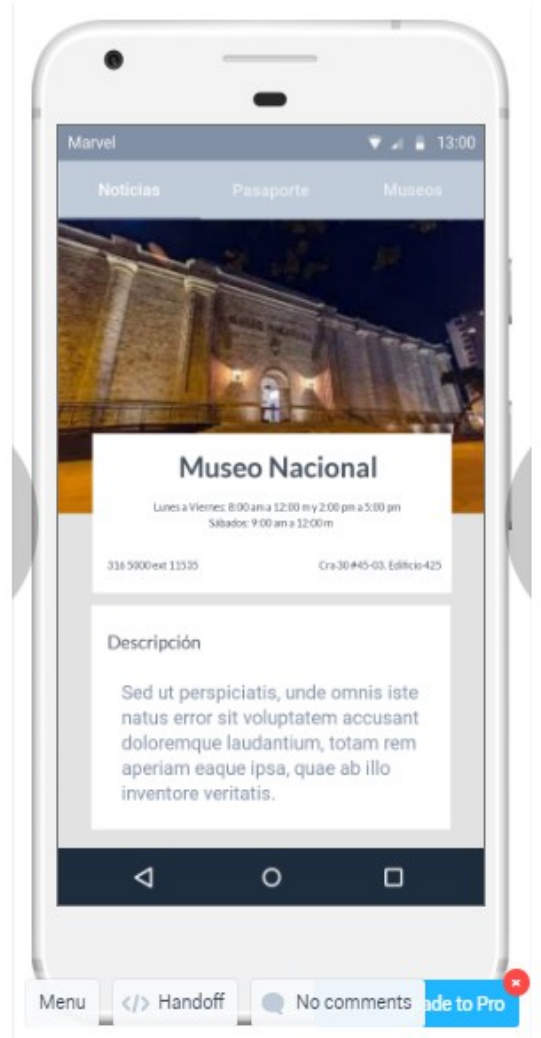 Marvel
13:00
Noticias
Pasaporte
Museos
MUSEO NACIONAL
Museo Nacional
Lunes a Viernes: 8:00 am a 12:00 m y 2:00 pm a 5:00 pm
Sábados: 9:00 am a 12:00 m
316 5000 ext 11535
Cra 30 #45-03. Edificio 425
Descripción
Sed ut perspiciatis, unde omnis iste
natus error sit voluptatem accusant
doloremque laudantium, totam rem
aperiam eaque ipsa, quae ab illo
inventore veritatis.
Menu
</> Handoff
No comments
ade to Pro